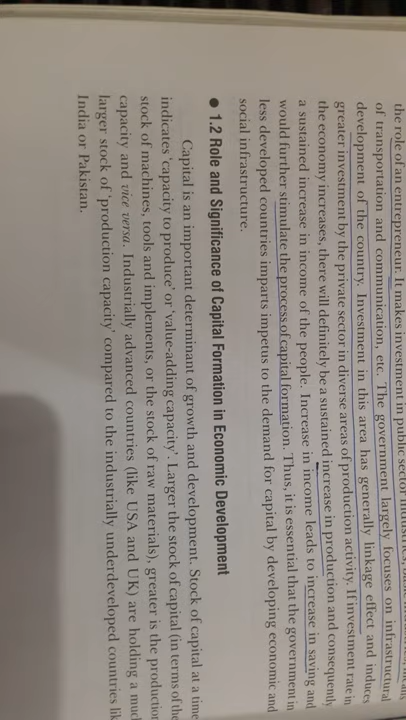 the role of an entrepreneur. It makes investment in public sector
of transportation and communication, etc. The government largely focuses on infrastructural
development of the country. Investment in this area has generally linkage effect and induces
greater investment by the private sector in diverse areas of production activity. If investment rate in
the economy increases, there will definitely be a sustained increase in production and consequently
a sustained increase in income of the people. Increase in income leads to increase in saving and
would further stimulate the process of capital formation. Thus, it is essential that the government in
less developed countries imparts impetus to the demand for capital by developing economic and
social infrastructure.
● 1.2 Role and Significance of Capital Formation in Economic Development
Capital is an important determinant of growth and development. Stock of capital at a time
indicates 'capacity to produce' or 'value-adding capacity'. Larger the stock of capital (in terms of the
stock of machines, tools and implements, or the stock of raw materials), greater is the production
capacity and vice versa. Industrially advanced countries (like USA and UK) are holding a much
larger stock of 'production capacity' compared to the industrially underdeveloped countries lik
India or Pakistan.